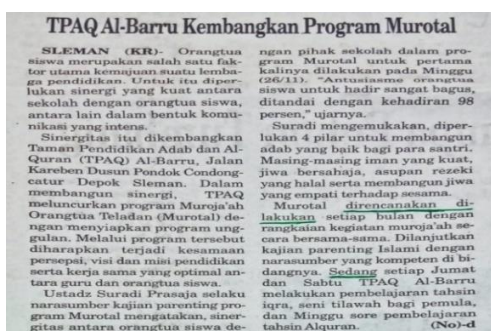 TPAQ Al-Barru Kembangkan Program Murotal
SLEMAN (KR)- Orangtua
siswa merupakan salah satu fak-
tor utama kemajuan suatu lemba-
ga pendidikan. Untuk itu diper-
lukan sinergi yang kuat antara
sekolah dengan orangtua siswa,
antara lain dalam bentuk komu-
nikasi yang intens.
Sinergitas itu dikembangkan
Taman Pendidikan Adab dan Al-
Quran (TPAQ) Al-Barru, Jalan
Kareben Dusun Pondok Condong-
catur Depok Sleman. Dalam
membangun sinergi, TPAQ
meluncurkan program Muroja'ah
Orangtua Teladan (Murotal) de-
ngan menyiapkan program ung-
gulan. Melalui program tersebut
diharapkan terjadi kesamaan
persepsi, visi dan misi pendidikan
serta kerja sama yang optimal an-
tara guru dan orangtua siswa.
Ustadz Suradi Prasaja selaku
narasumber kajian parenting pro-
gram Murotal mengatakan, siner-
gitas antara orangtua siswa de-
ngan pihak sekolah dalam pro-
gram Murotal untuk pertama
kalinya dilakukan pada Minggu
(26/11). "Antusiasme orangtua
siswa untuk hadir sangat bagus,
ditandai dengan kehadiran 98
persen," ujarnya.
Suradi mengemukakan, diper-
lukan 4 pilar untuk membangun
adab yang baik bagi para santri.
Masing-masing iman yang kuat,
jiwa bersahaja, asupan rezeki
yang halal serta membangun jiwa
yang empati terhadap sesama.
Murotal direncanakan di-
lakukan setiap bulan dengan
rangkaian kegiatan muroja'ah se-
cara bersama-sama. Dilanjutkan
kajian parenting Islami dengan
narasumber yang kompeten di bi-
dangnya. Sedang setiap Jumat
dan Sabtu TPAQ Al-Barru
melakukan pembelajaran tahsin
iqra, seni tilawah bagi pemula,
dan Minggu sore pembelajaran
tahsin Alquran. (No)-d